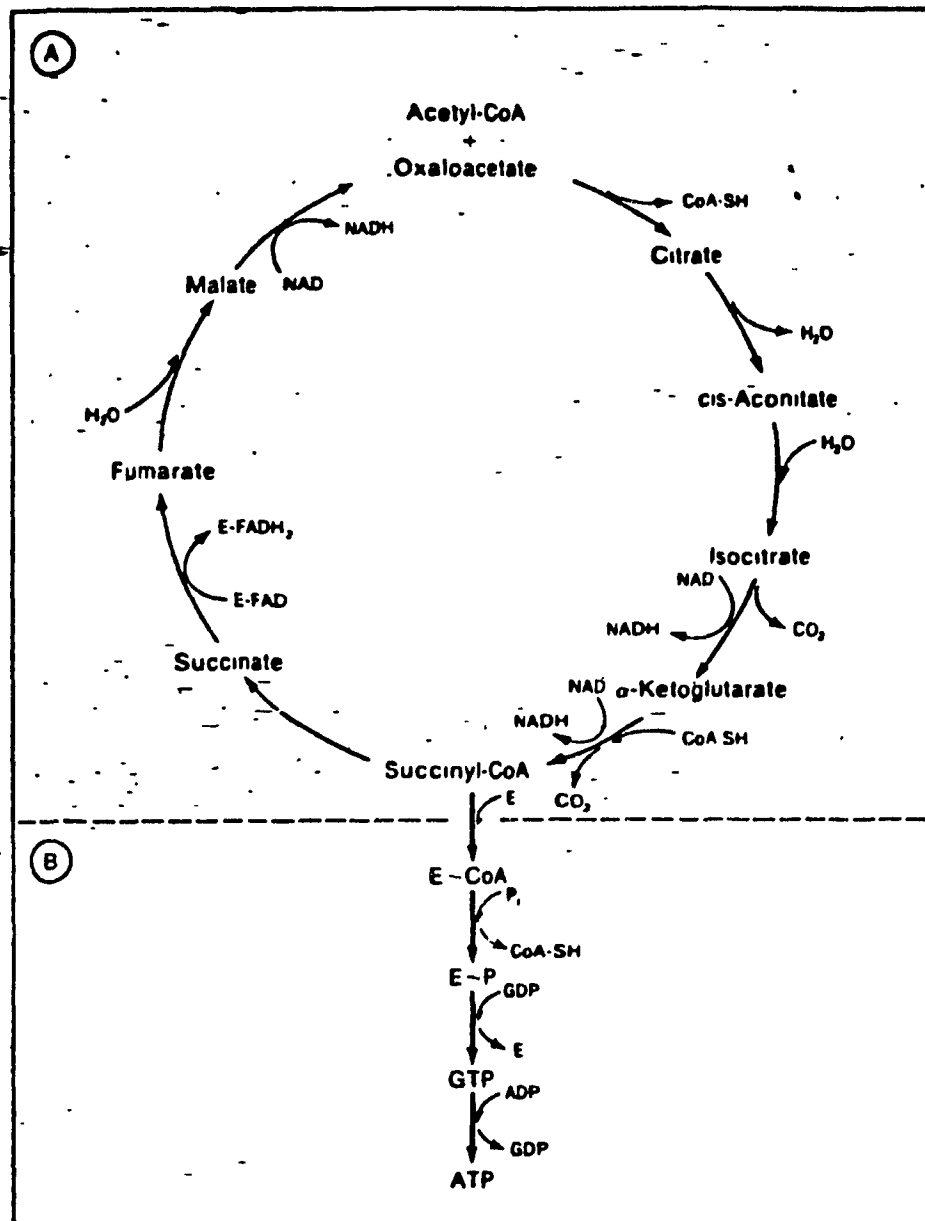 A
Acetyl-CoA
+
Oxaloacetate
CoA-SH
Citrate
H₂O
cis-Aconitate
H₂O
Isocitrate
NAD
NADH
CO₂
α-Ketoglutarate
NAD
NADH
CoA SH
CO₂
Succinyl-CoA
Succinate
E-FAD
E-FADH₂
Fumarate
H₂O
Malate
NAD
NADH
E
B
E~CoA
Pᵢ
CoA-SH
E~P
GDP
E
GTP
ADP
GDP
ATP